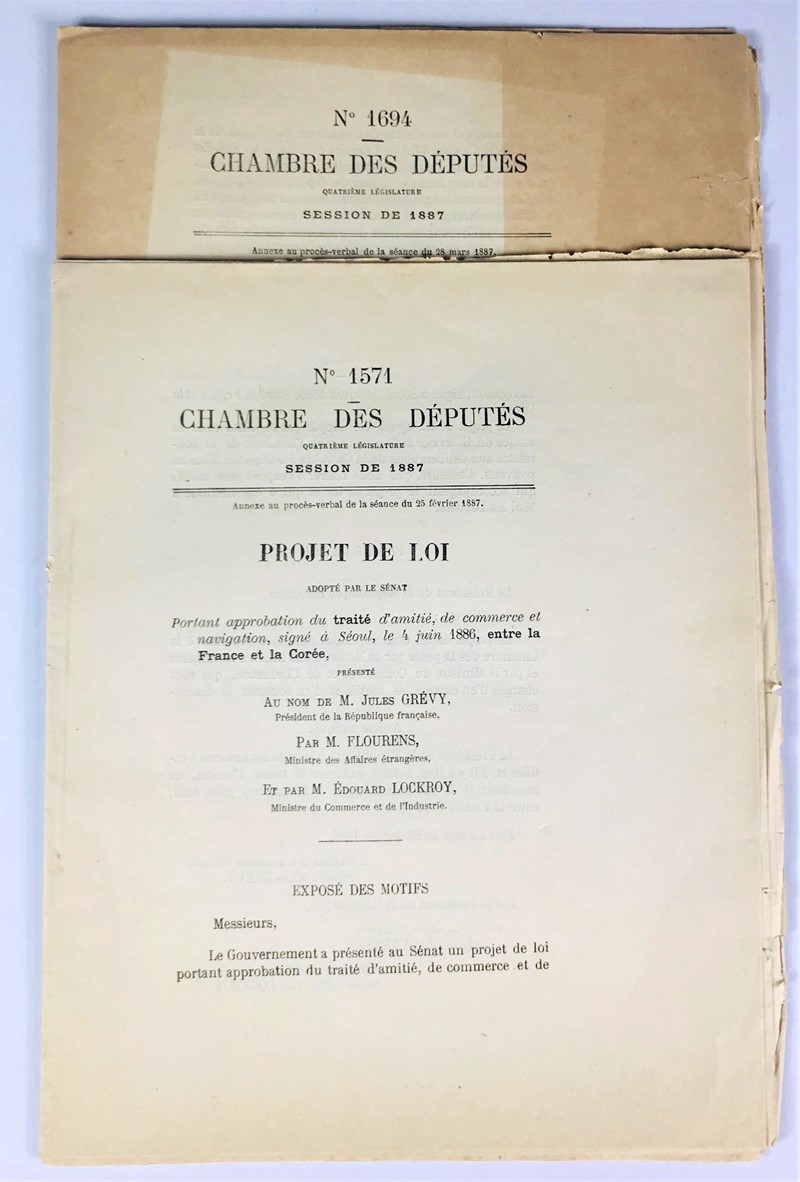 N° 1694
CHAMBRE DES DÉPUTÉS
QUATRIÈME LÉGISLATURE
SESSION DE 1887
Annexe au procès-verbal de la séance du 28 mars 1887.
N° 1571
CHAMBRE DES DÉPUTÉS
QUATRIÈME LÉGISLATURE
SESSION DE 1887
Annexe au procès-verbal de la séance du 25 février 1887.
PROJET DE LOI
ADOPTÉ PAR LE SÉNAT
Portant approbation du traité d'amitié, de commerce et
navigation, signé à Séoul, le 4 juin 1886, entre la
France et la Corée,
PRÉSENTÉ
AU NOM DE M. JULES GRÉVY,
Président de la République française,
PAR M. FLOURENS,
Ministre des Affaires étrangères,
ET PAR M. ÉDOUARD LOCKROY,
Ministre du Commerce et de l'Industrie.
EXPOSÉ DES MOTIFS
Messieurs,
Le Gouvernement a présenté au Sénat un projet de loi
portant approbation du traité d'amitié, de commerce et de